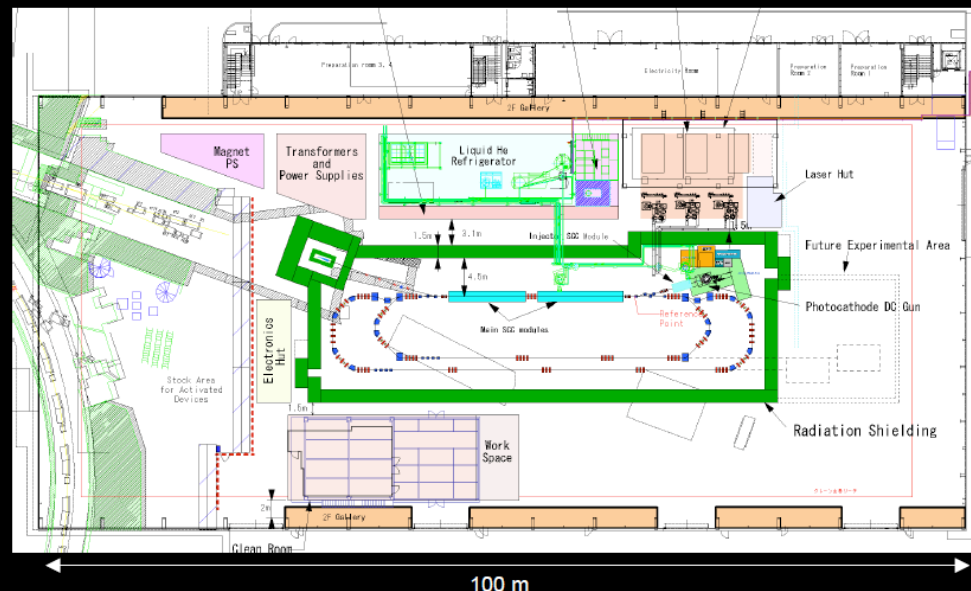 Preparation room 3, 4
Electricity Room
Preparation
Room 2
Preparation
Room 1
2F Gallery
Magnet
PS
Transformers
and
Power Supplies
Liquid He
Refrigerator
Laser Hut
1.5m
3.1m
Injector SCC Module
Future Experimental Area
4.5m
Photocathode DC Gun
Reference
Point
Main SCC modules
Electronics
Hut
Stock Area
for Activated
Devices
1.5m
Radiation Shielding
Work
Space
2m
2F Gallery
Clean Room
100 m